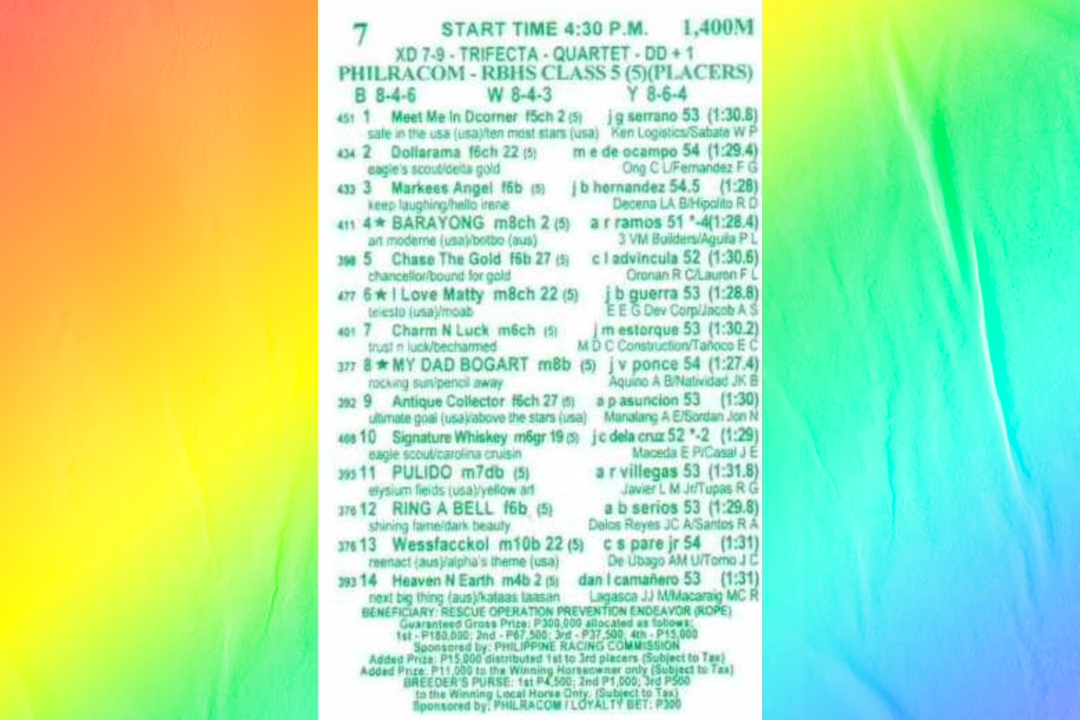 7 START TIME 4:30 P.M. 1,400M
XD 7-9 - TRIFECTA - QUARTET - DD + 1
PHILRACOM - RBHS CLASS 5 (5)(PLACERS)
B 8-4-6 W 8-4-3 Y 8-6-4
451 1 Meet Me In Dcorner f5ch 2 (5) j g serrano 53 (1:30.8)
safe in the usa (usa)/ten most stars (usa) Ken Logistics/Sabate W P
434 2 Dollarama f6ch 22 (5) m e de ocampo 54 (1:29.4)
eagle's scout/delta gold Ong C L/Fernandez F G
433 3 Markees Angel f6b (5) j b hernandez 54.5 (1:28)
keep laughing/hello irene Decena LA B/Hipolito R D
411 4★ BARAYONG m8ch 2 (5) a r ramos 51 *-4(1:28.4)
art moderne (usa)/botbo (aus) 3 VM Builders/Aguila P L
398 5 Chase The Gold f6b 27 (5) c l advincula 52 (1:30.6)
chancellor/bound for gold Oronan R C/Lauron F L
477 6★ I Love Matty m8ch 22 (5) j b guerra 53 (1:28.8)
telesto (usa)/moab E E G Dev Corp/Jacob A S
401 7 Charm N Luck m6ch (5) j m estorque 53 (1:30.2)
trust n luck/becharmed M D C Construction/Tañoco E C
377 8★ MY DAD BOGART m8b (5) j v ponce 54 (1:27.4)
rocking sun/pencil away Aquino A B/Natividad JK B
392 9 Antique Collector f6ch 27 (5) a p asuncion 53 (1:30)
ultimate goal (usa)/above the stars (usa) Manalang A E/Sordan Jon N
408 10 Signature Whiskey m6gr 19 (5) j c dela cruz 52 *-2 (1:29)
eagle scout/carolina cruisin Maceda E P/Casal J E
395 11 PULIDO m7db (5) a r villegas 53 (1:31.8)
elysium fields (usa)/yellow art Javier L M Jr/Tupas R G
376 12 RING A BELL f6b (5) a b serios 53 (1:29.8)
shining fame/dark beauty Delos Reyes JC A/Santos R A
376 13 Wessfacckol m10b 22 (5) c s pare jr 54 (1:31)
reenact (aus)/alpha's theme (usa) De Ubago AM U/Torno J C
393 14 Heaven N Earth m4b 2 (5) dan l camañero 53 (1:31)
next big thing (aus)/kataas taasan Lagasca JJ M/Macaraig MC R
BENEFICIARY: RESCUE OPERATION PREVENTION ENDEAVOR (ROPE)
Guaranteed Gross Prize: P300,000 allocated as follows:
1st - P180,000; 2nd - P67,500; 3rd - P37,500; 4th - P15,000
Sponsored by: PHILIPPINE RACING COMMISSION
Added Prize: P15,000 distributed 1st to 3rd placers (Subject to Tax)
Added Prize: P11,000 to the Winning Horseowner only (Subject to Tax)
BREEDER'S PURSE: 1st P4,500; 2nd P1,000; 3rd P500
to the Winning Local Horse Only. (Subject to Tax)
Sponsored by: PHILRACOM / LOYALTY BET: P300